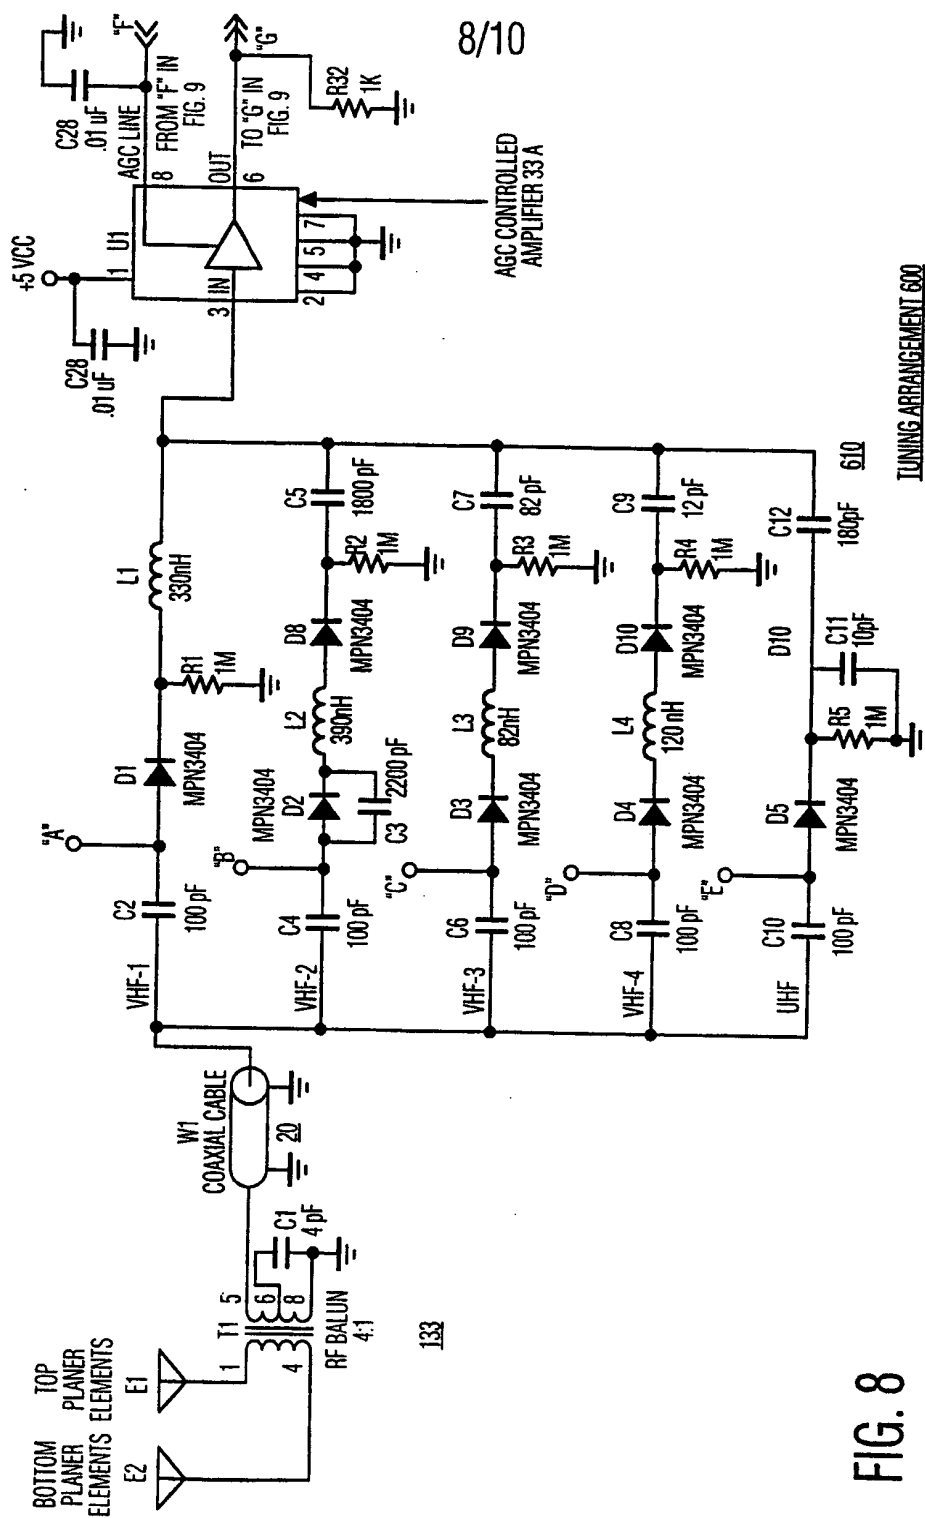 8/10
BOTTOM
PLANER
ELEMENTS
E2
TOP
PLANER
ELEMENTS
E1
1
4
T1
5
6
8
RF BALUN
4:1
133
C1
4 pF
W1
COAXIAL CABLE
20
VHF-1
C2
100 pF
"A"
D1
MPN3404
R1
1M
L1
330nH
VHF-2
C4
100 pF
"B"
MPN3404
D2
C3
2200 pF
L2
390nH
D8
MPN3404
R2
1M
C5
1800 pF
VHF-3
C6
100 pF
"C"
D3
MPN3404
L3
82nH
D9
MPN3404
R3
1M
C7
82 pF
VHF-4
C8
100 pF
"D"
D4
MPN3404
L4
120 nH
D10
MPN3404
R4
1M
C9
12 pF
UHF
C10
100 pF
"E"
D5
MPN3404
R5
1M
D10
C11
10pF
C12
180pF
610
C28
.01 uF
+5 VCC
1
U1
3
IN
2
4
5
7
8
AGC LINE
OUT
6
C28
.01 uF
"F"
FROM "F" IN
FIG. 9
"G"
TO "G" IN
FIG. 9
R32
1K
AGC CONTROLLED
AMPLIFIER 33 A
TUNING ARRANGEMENT 600
FIG. 8